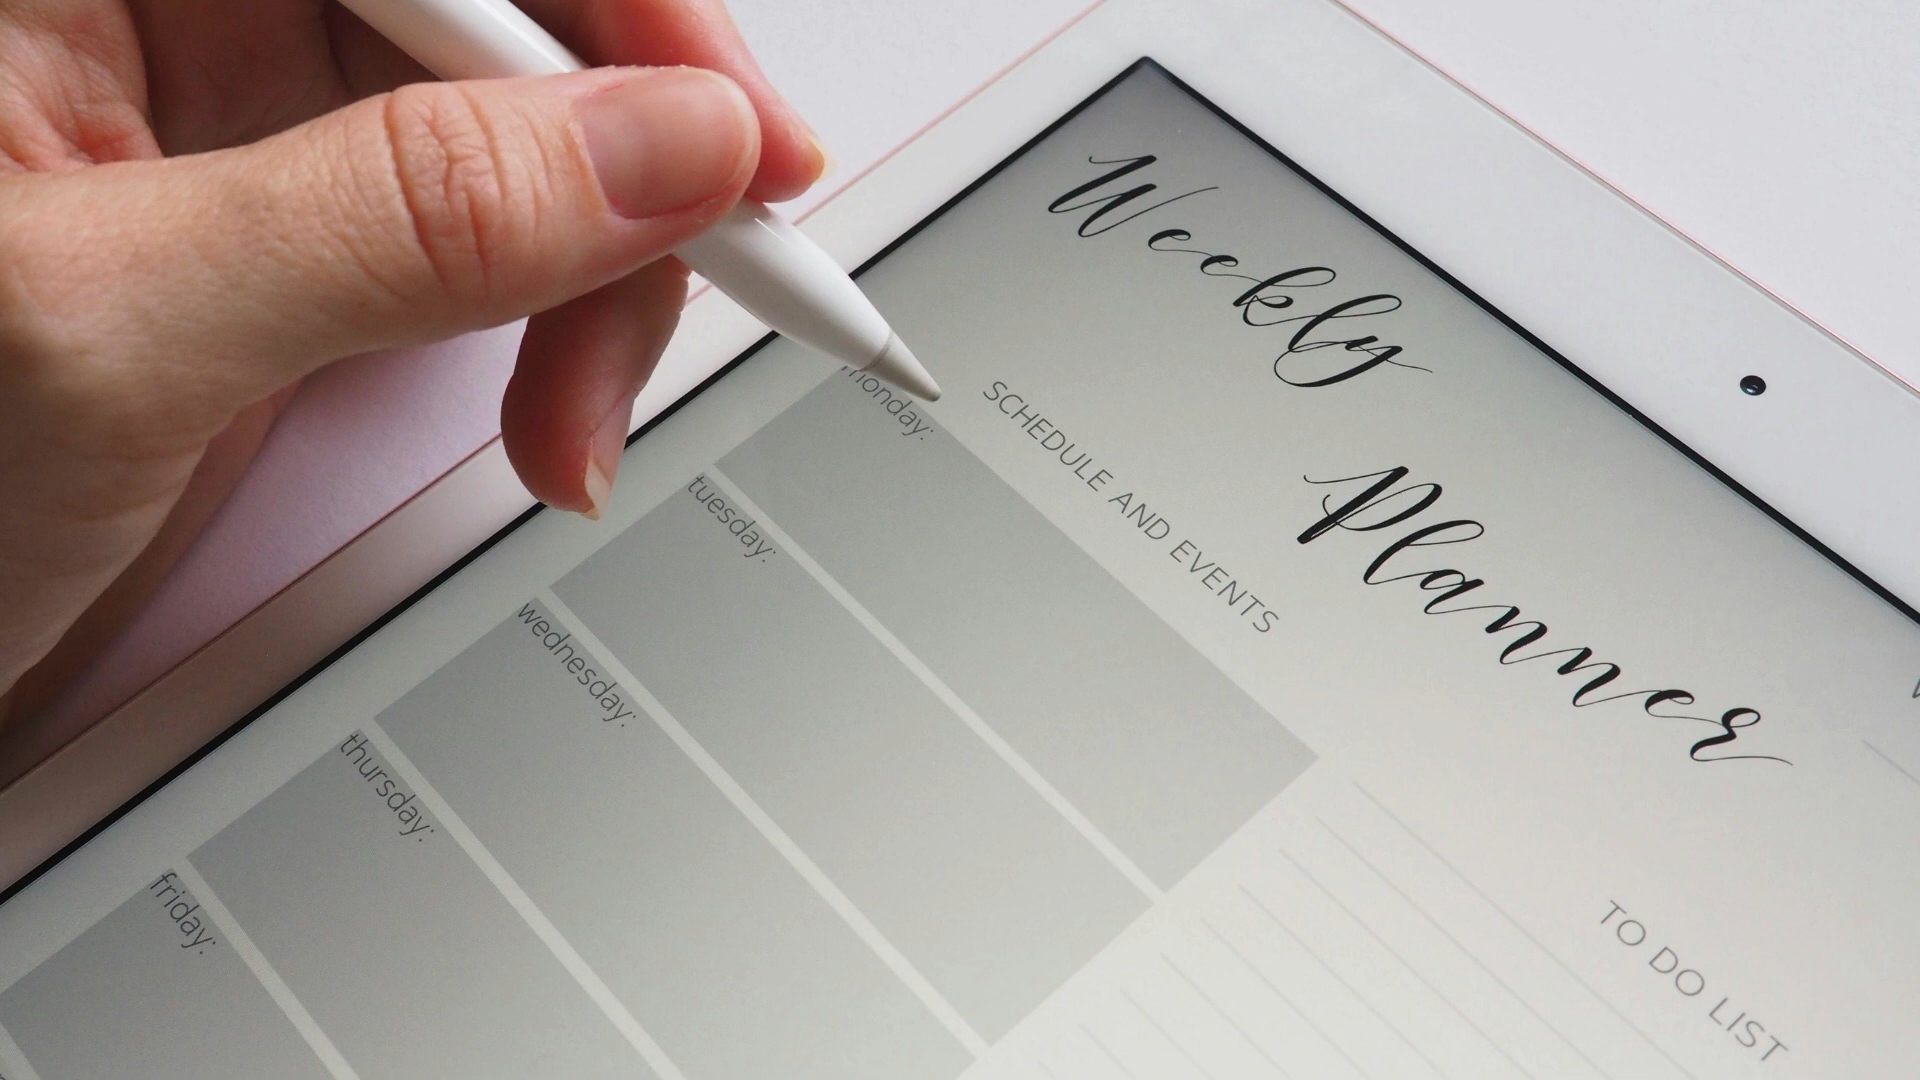 Weekly Planner
SCHEDULE AND EVENTS
monday:
tuesday:
wednesday:
thursday:
friday:
TO DO LIST